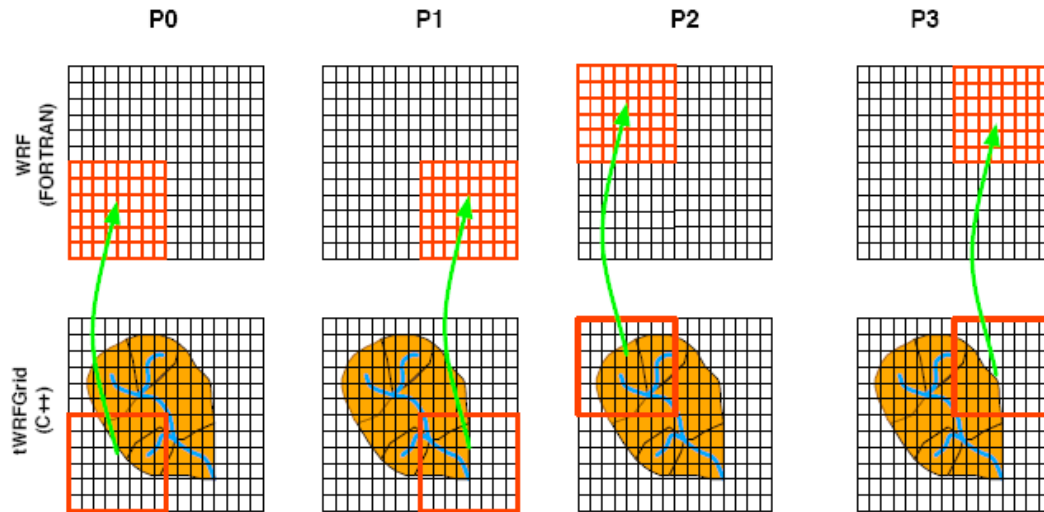 P0 P1 P2 P3
WRF
(FORTRAN)
tWRFGrid
(C++)